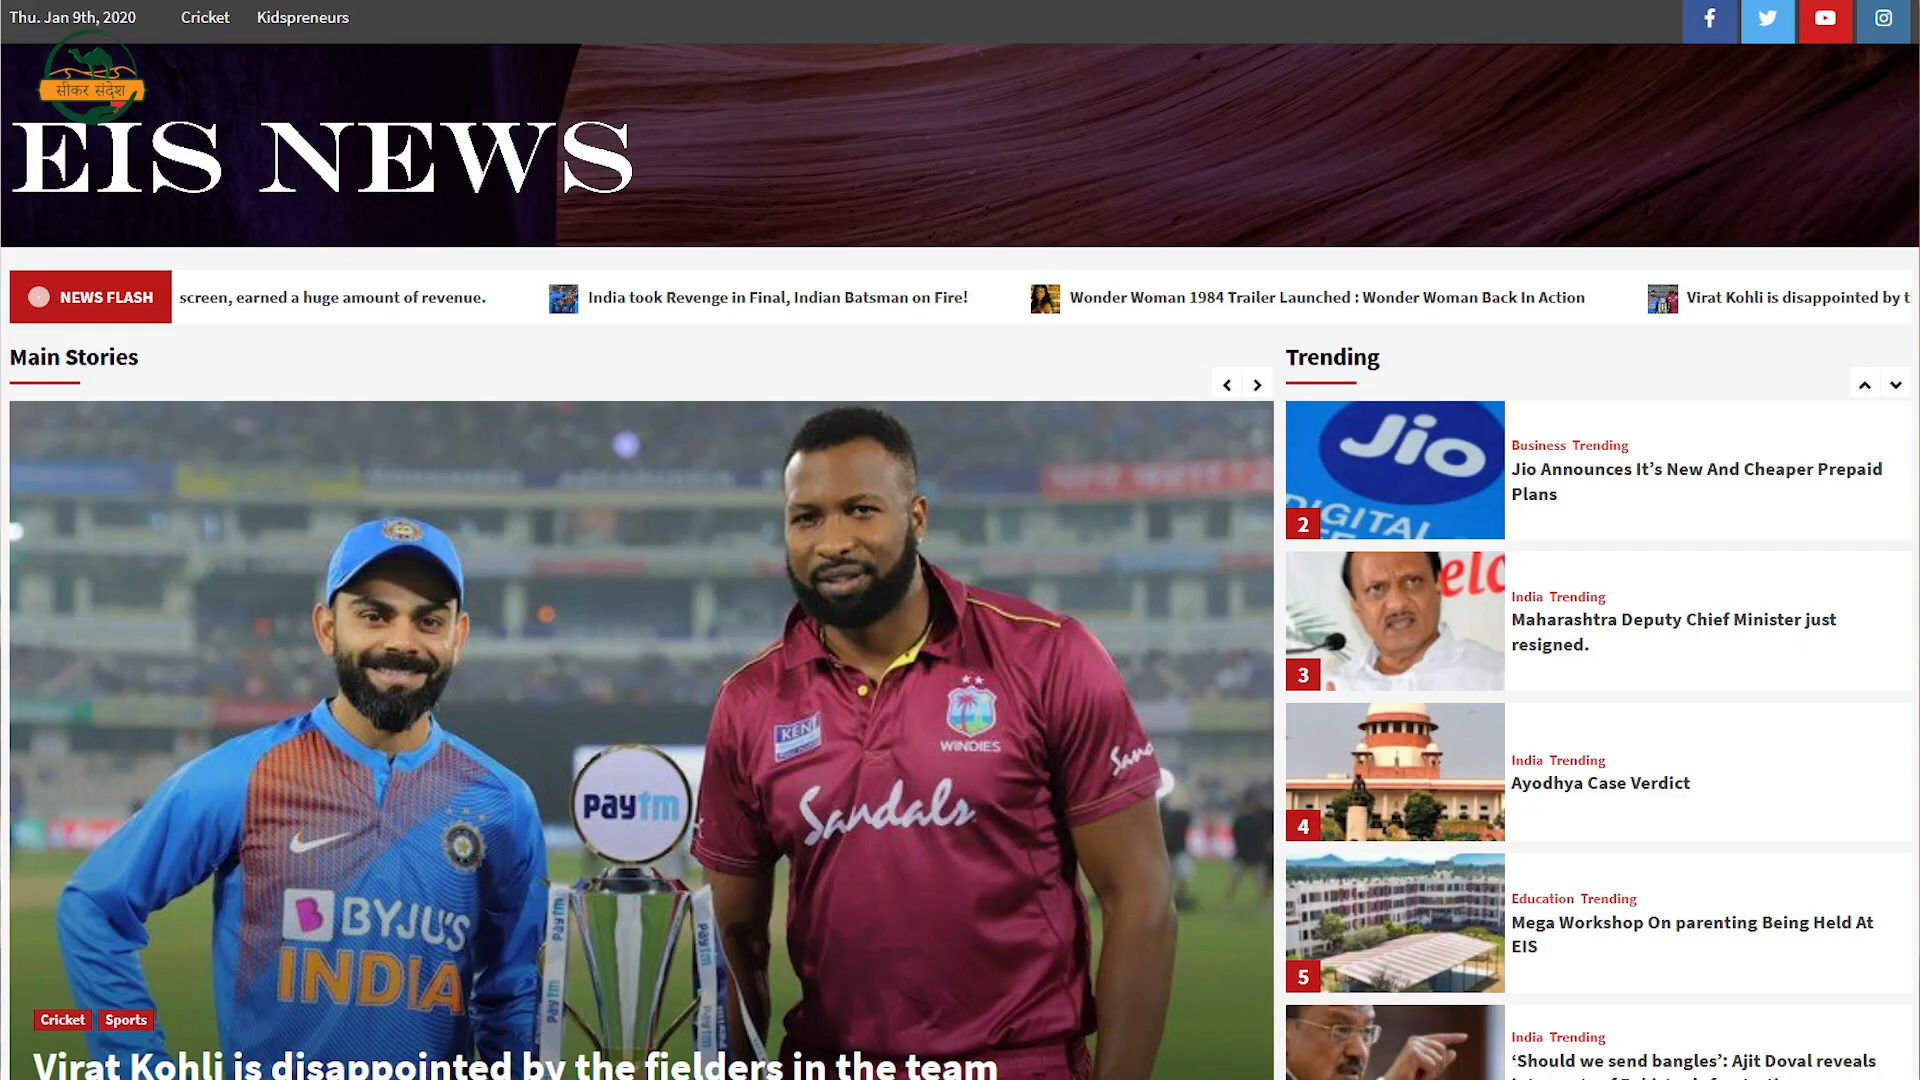 Thu. Jan 9th, 2020 Cricket Kidspreneurs
सीकर संदेश
EIS NEWS
NEWS FLASH screen, earned a huge amount of revenue. India took Revenge in Final, Indian Batsman on Fire! Wonder Woman 1984 Trailer Launched : Wonder Woman Back In Action Virat Kohli is disappointed by
Main Stories
Trending
Jio
DIGITAL
2
Business Trending
Jio Announces It's New And Cheaper Prepaid
Plans
3
India Trending
Maharashtra Deputy Chief Minister just
resigned.
4
India Trending
Ayodhya Case Verdict
5
Education Trending
Mega Workshop On parenting Being Held At
EIS
India Trending
‘Should we send bangles’: Ajit Doval reveals
KENT
WINDIES
Sandals
paytm
BYJU'S
INDIA
paytm
paytm
paytm
paytm
Cricket Sports
Virat Kohli is disappointed by the fielders in the team